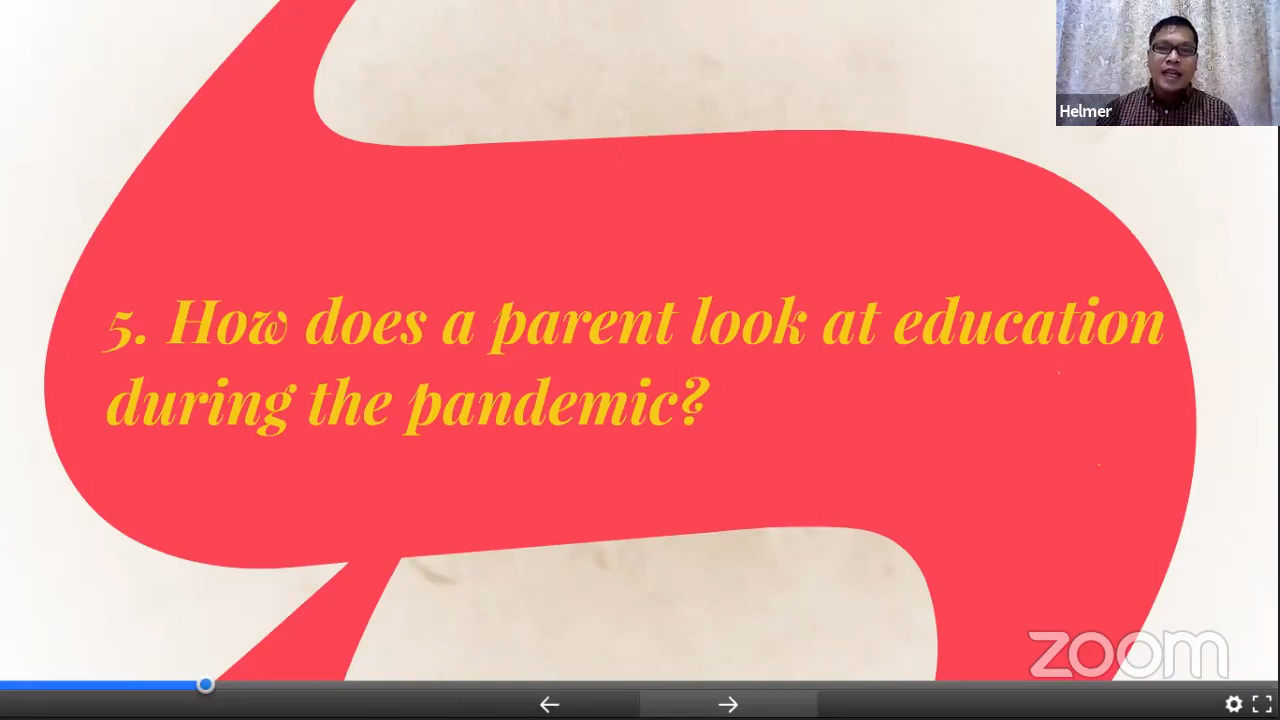 Helmer
5. How does a parent look at education
during the pandemic?
zoom